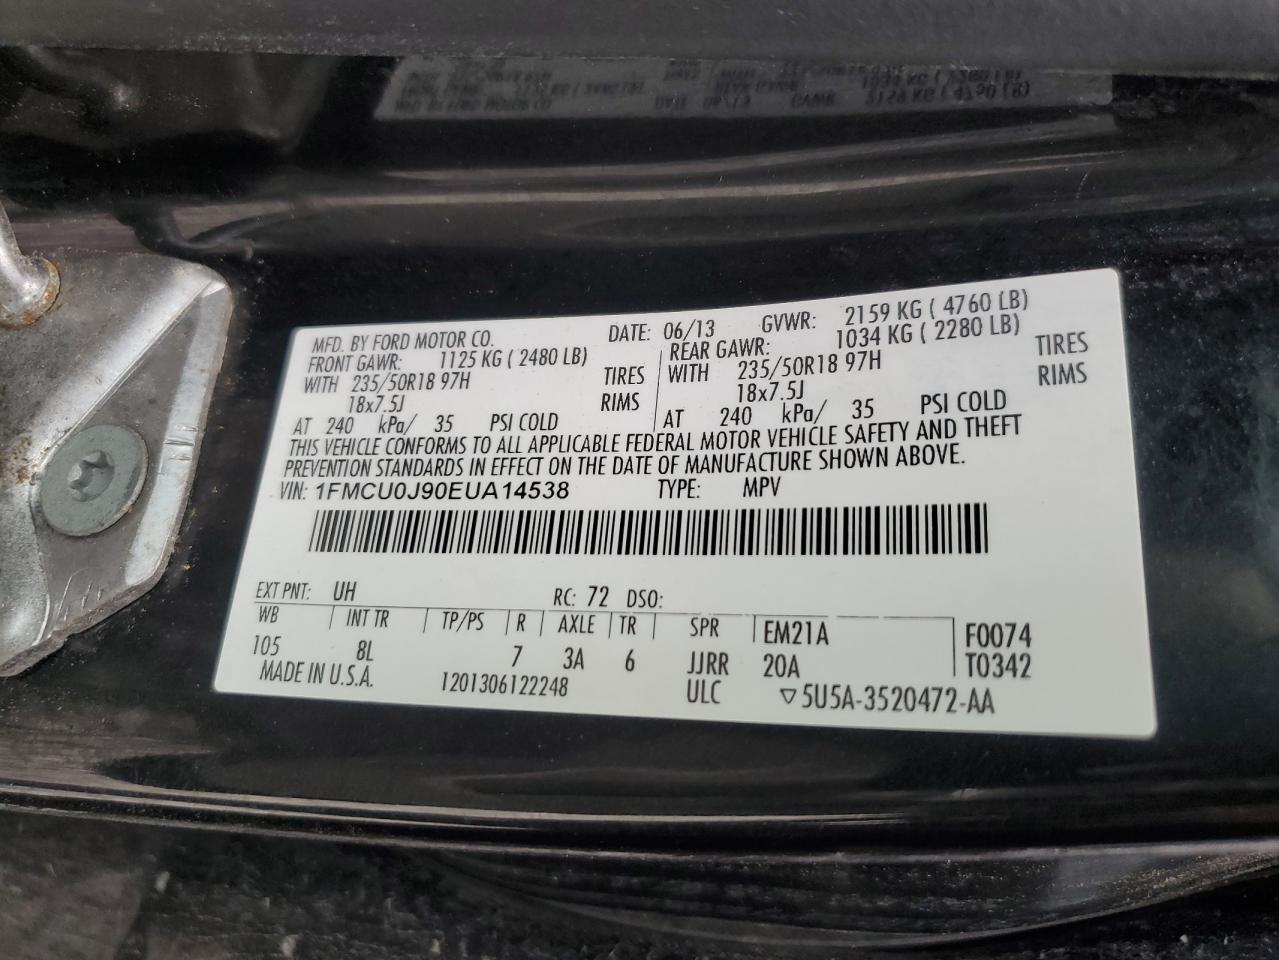 MFD. BY FORD MOTOR CO. DATE: 06/13 GVWR: 2159 KG ( 4760 LB)
FRONT GAWR: 1125 KG ( 2480 LB) REAR GAWR: 1034 KG ( 2280 LB)
WITH 235/50R18 97H TIRES WITH 235/50R18 97H TIRES
18x7.5J RIMS 18x7.5J RIMS
AT 240 kPa/ 35 PSI COLD AT 240 kPa/ 35 PSI COLD
THIS VEHICLE CONFORMS TO ALL APPLICABLE FEDERAL MOTOR VEHICLE SAFETY AND THEFT
PREVENTION STANDARDS IN EFFECT ON THE DATE OF MANUFACTURE SHOWN ABOVE.
VIN: 1FMCU0J90EUA14538 TYPE: MPV
EXT PNT: UH RC: 72 DSO:
WB INT TR TP/PS R AXLE TR SPR EM21A F0074
105 8L 7 3A 6 JJRR 20A T0342
MADE IN U.S.A. 1201306122248 ULC ▽5U5A-3520472-AA